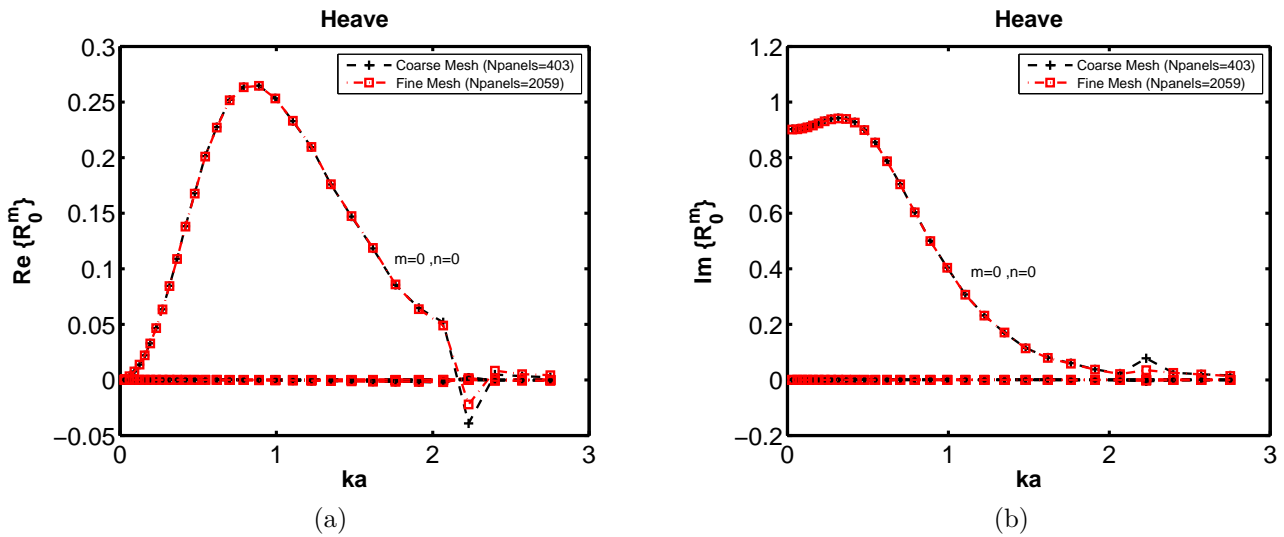 Heave
Re {R_0^m}
0.3
0.25
0.2
0.15
0.1
0.05
0
−0.05
Coarse Mesh (Npanels=403)
Fine Mesh (Npanels=2059)
m=0 ,n=0
0 1 2 3
ka
(a)
Heave
Im {R_0^m}
1.2
1
0.8
0.6
0.4
0.2
0
−0.2
Coarse Mesh (Npanels=403)
Fine Mesh (Npanels=2059)
m=0 ,n=0
0 1 2 3
ka
(b)